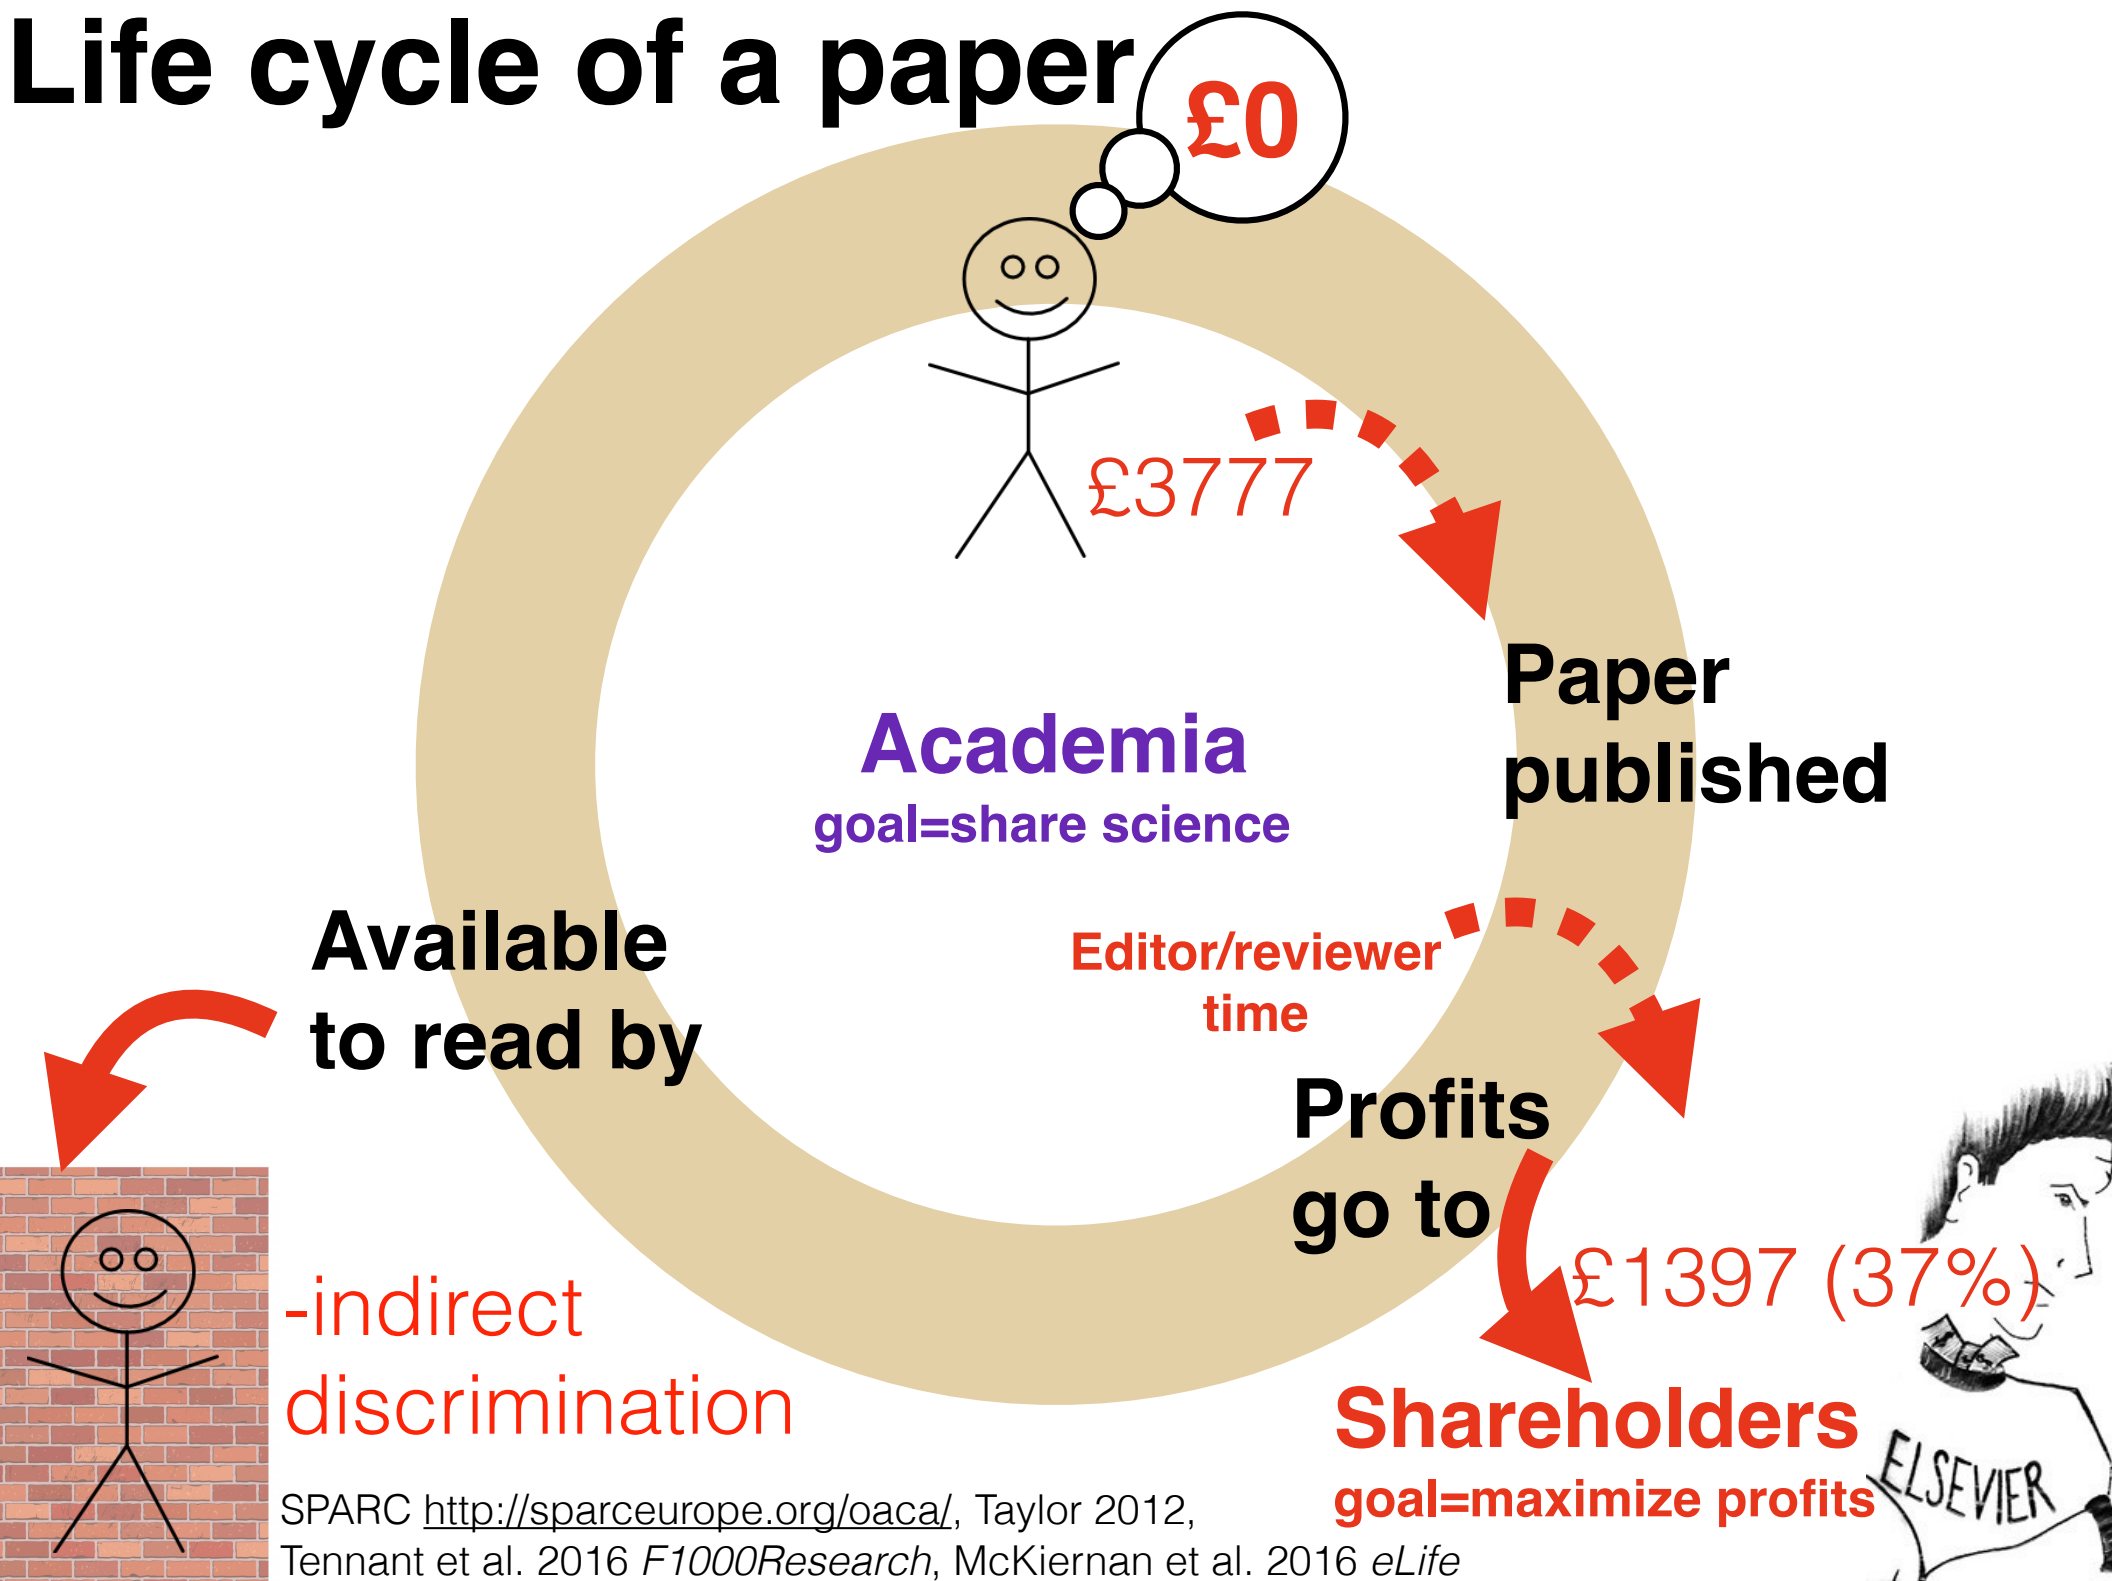 Life cycle of a paper
£0
£3777
Paper
published
Academia
goal=share science
Editor/reviewer
time
Available
to read by
Profits
go to
£1397 (37%)
-indirect
discrimination
Shareholders
goal=maximize profits
ELSEVIER
SPARC http://sparceurope.org/oaca/, Taylor 2012,
Tennant et al. 2016 F1000Research, McKiernan et al. 2016 eLife